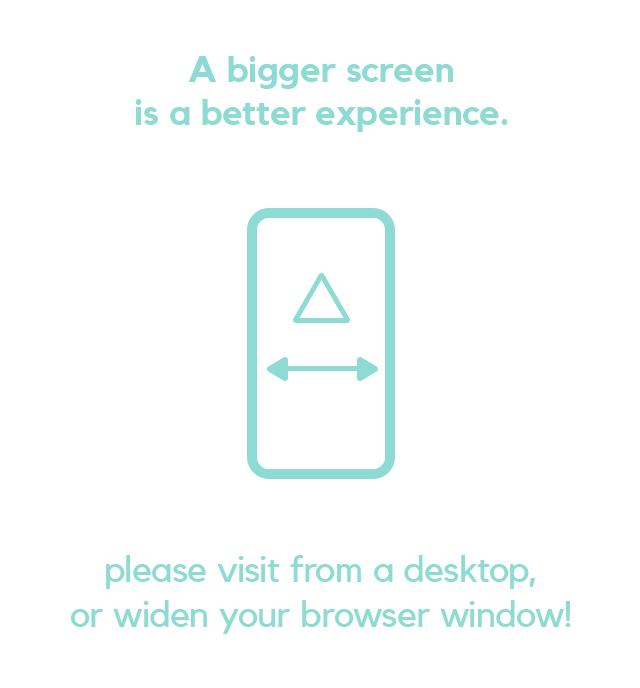 A bigger screen
is a better experience.
please visit from a desktop,
or widen your browser window!